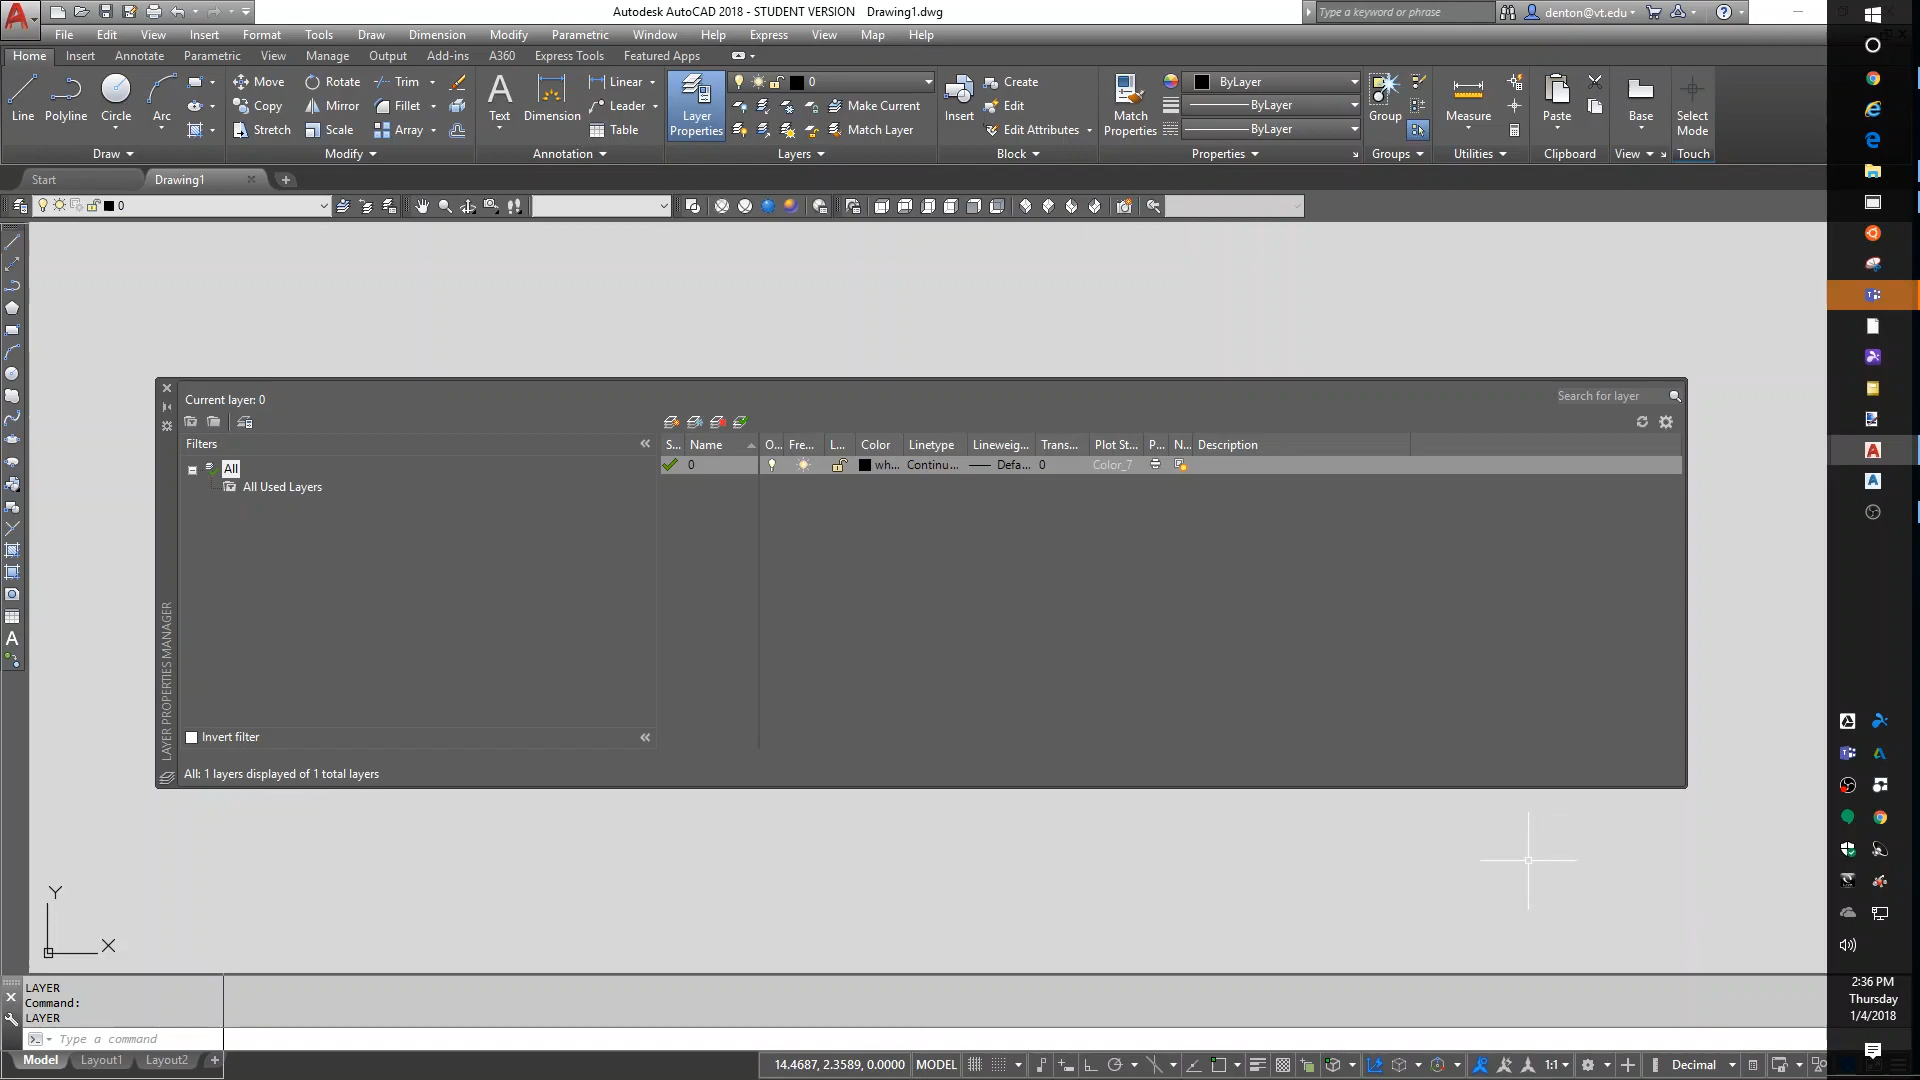 Autodesk AutoCAD 2018 - STUDENT VERSION Drawing1.dwg
Type a keyword or phrase
denton@vt.edu
File Edit View Insert Format Tools Draw Dimension Modify Parametric Window Help Express View Map Help
Home Insert Annotate Parametric View Manage Output Add-ins A360 Express Tools Featured Apps
Line Polyline Circle Arc
Move Rotate Trim
Copy Mirror Fillet
Stretch Scale Array
Text Dimension
Linear
Leader
Table
Layer Properties
0
Make Current
Match Layer
Insert
Create
Edit
Edit Attributes
Match Properties
ByLayer
ByLayer
ByLayer
Group
Measure
Paste
Base
Select Mode
Draw Modify Annotation Layers Block Properties Groups Utilities Clipboard View Touch
Start Drawing1
0
Current layer: 0
Search for layer
Filters
All
All Used Layers
S... Name O... Fre... L... Color Linetype Lineweig... Trans... Plot St... P... N.. Description
0 wh... Continu... Defa... 0 Color_7
Invert filter
All: 1 layers displayed of 1 total layers
LAYER PROPERTIES MANAGER
Y
X
LAYER
Command:
LAYER
Type a command
Model Layout1 Layout2
14.4687, 2.3589, 0.0000 MODEL 1:1 Decimal
2:36 PM
Thursday
1/4/2018